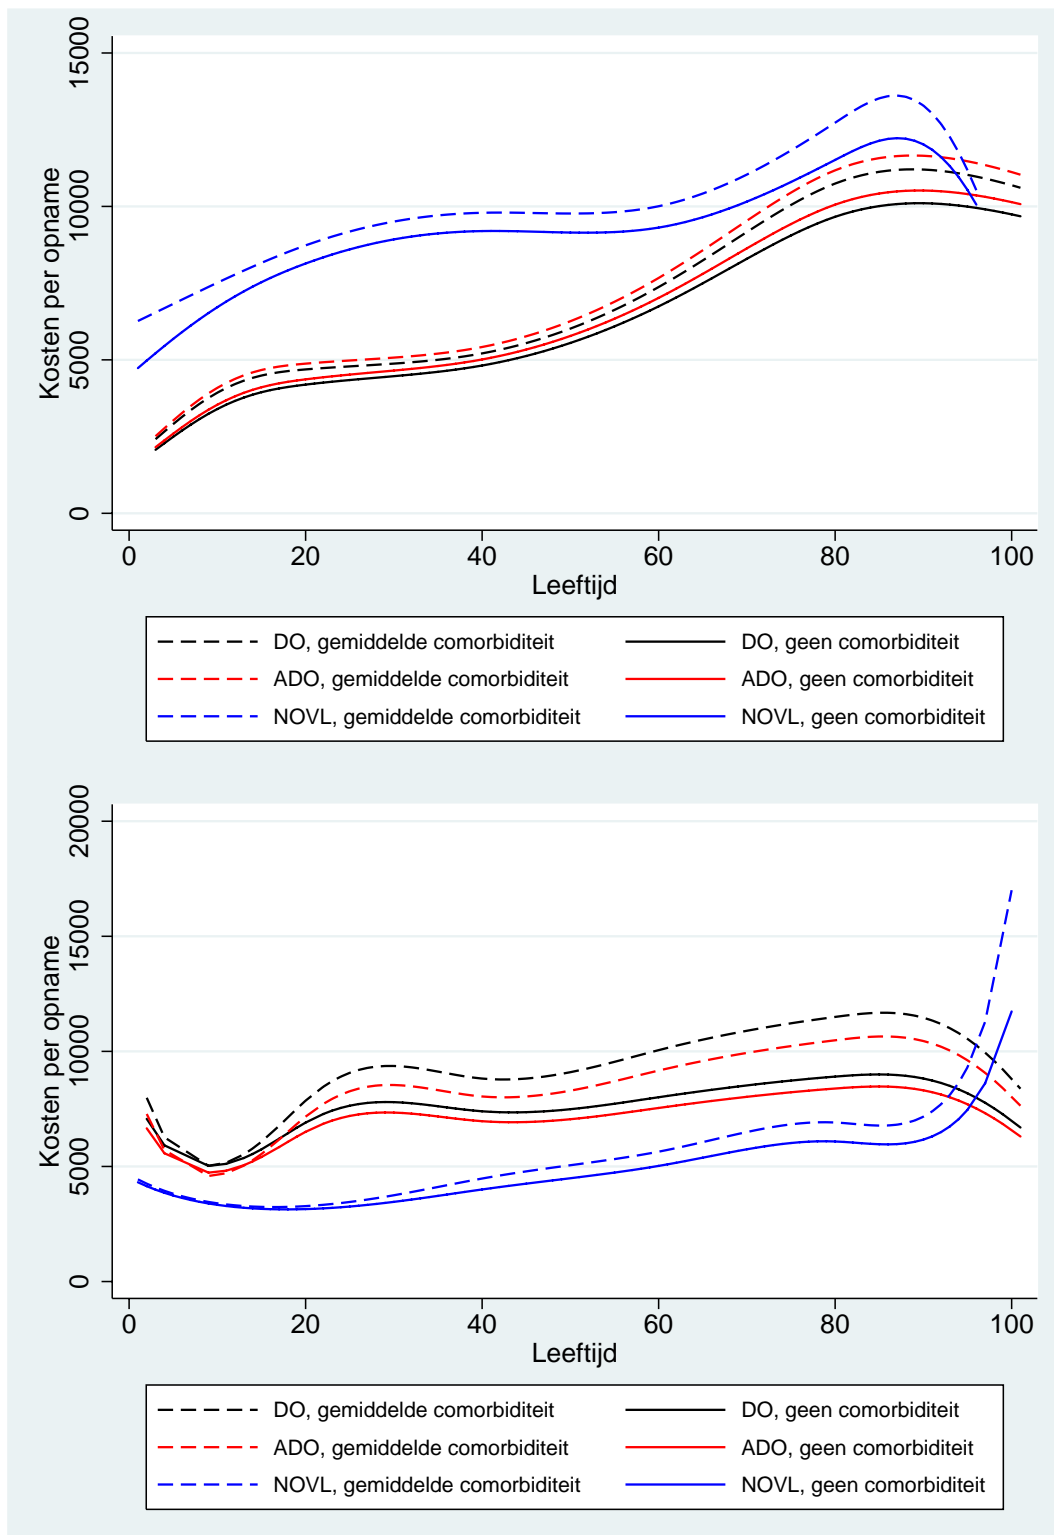 Kosten per opname
15000
10000
5000
0
0 20 40 60 80 100
Leeftijd
DO, gemiddelde comorbiditeit DO, geen comorbiditeit
ADO, gemiddelde comorbiditeit ADO, geen comorbiditeit
NOVL, gemiddelde comorbiditeit NOVL, geen comorbiditeit
Kosten per opname
20000
15000
10000
5000
0
0 20 40 60 80 100
Leeftijd
DO, gemiddelde comorbiditeit DO, geen comorbiditeit
ADO, gemiddelde comorbiditeit ADO, geen comorbiditeit
NOVL, gemiddelde comorbiditeit NOVL, geen comorbiditeit